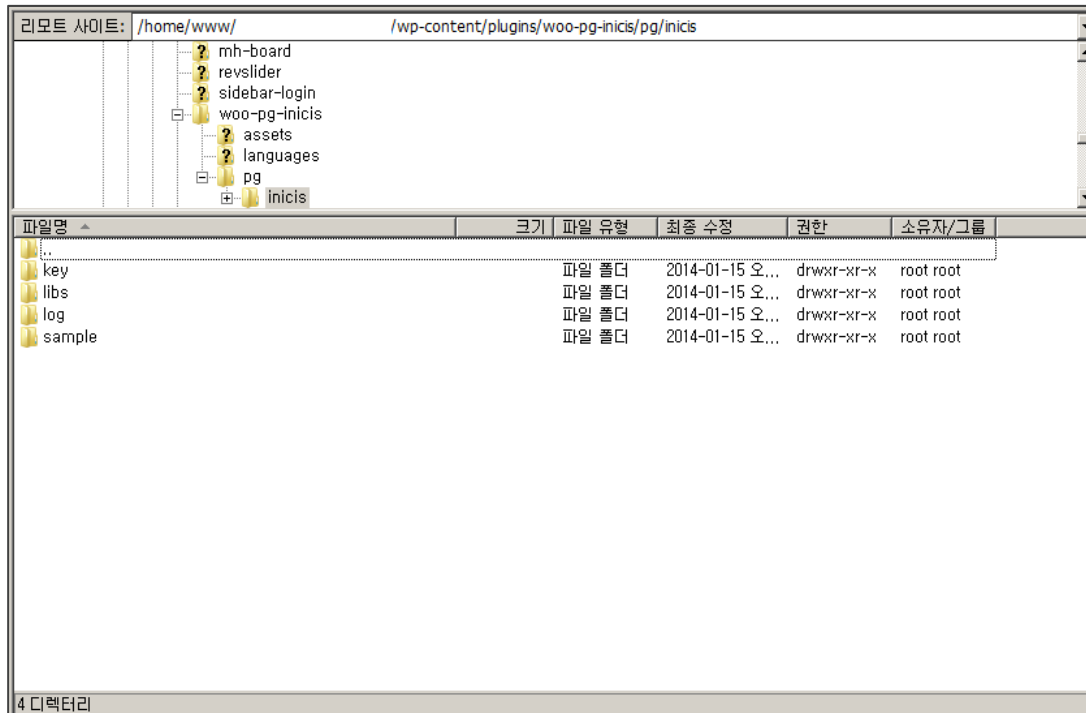 리모트 사이트: /home/www/ /wp-content/plugins/woo-pg-inicis/pg/inicis
mh-board
revslider
sidebar-login
woo-pg-inicis
assets
languages
pg
inicis
파일명 크기 파일 유형 최종 수정 권한 소유자/그룹
..
key 파일 폴더 2014-01-15 오... drwxr-xr-x root root
libs 파일 폴더 2014-01-15 오... drwxr-xr-x root root
log 파일 폴더 2014-01-15 오... drwxr-xr-x root root
sample 파일 폴더 2014-01-15 오... drwxr-xr-x root root
4 디렉터리